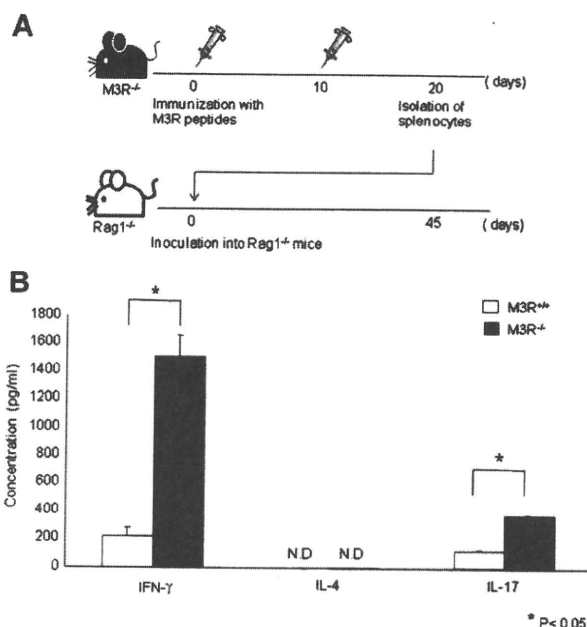 A
M3R-/-
0 10 20 (days)
Immunization with
M3R peptides
Isolation of
splenocytes
Rag1-/-
0 45 (days)
Inoculation into Rag1-/- mice
B
M3R+/+
M3R-/-
Concentration (pg/ml)
1800
1600
1400
1200
1000
800
600
400
200
0
*
*
N.D N.D
IFN-γ IL-4 IL-17
* P< 0.05